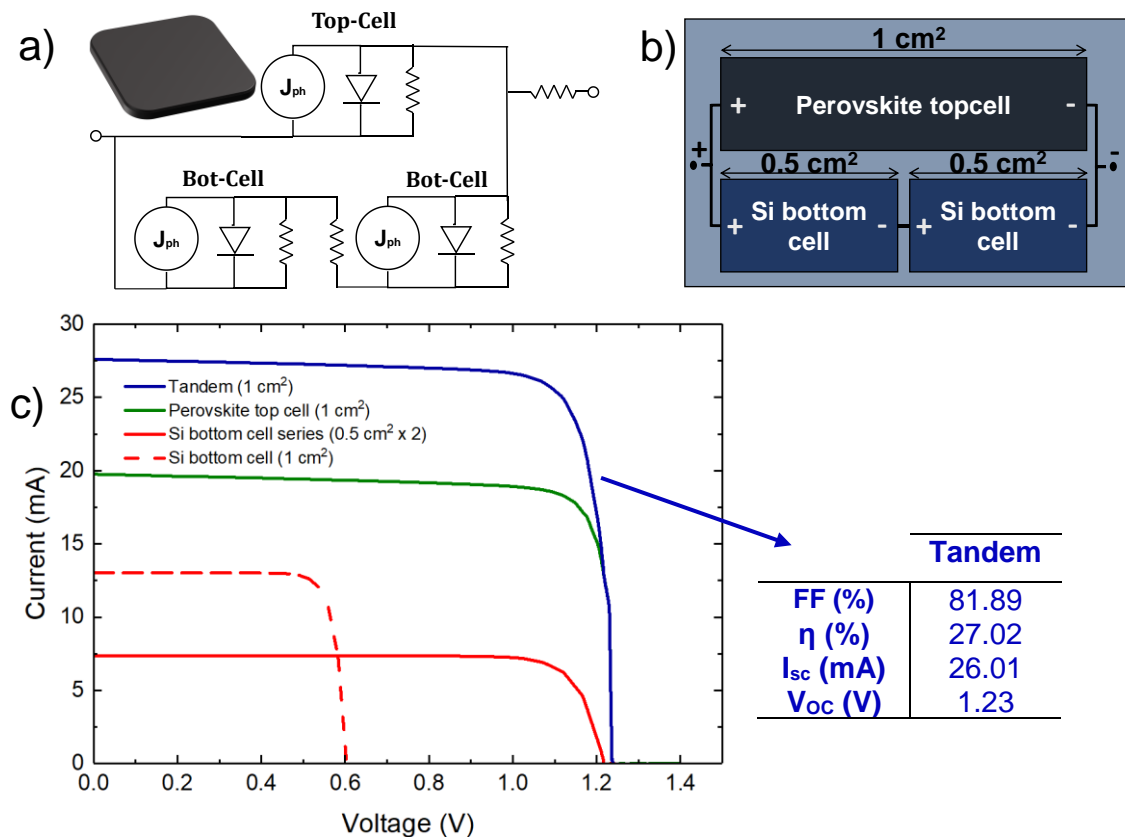 a)
Top-Cell
Jph
Bot-Cell
Bot-Cell
Jph
Jph
b)
1 cm²
+ Perovskite topcell -
+
-
0.5 cm²
0.5 cm²
+ Si bottom cell -
+ Si bottom cell -
c)
30
25
20
15
10
5
0
Current (mA)
Tandem (1 cm²)
Perovskite top cell (1 cm²)
Si bottom cell series (0.5 cm² x 2)
Si bottom cell (1 cm²)
0.0 0.2 0.4 0.6 0.8 1.0 1.2 1.4
Voltage (V)
Tandem
FF (%) 81.89
η (%) 27.02
Isc (mA) 26.01
VOC (V) 1.23